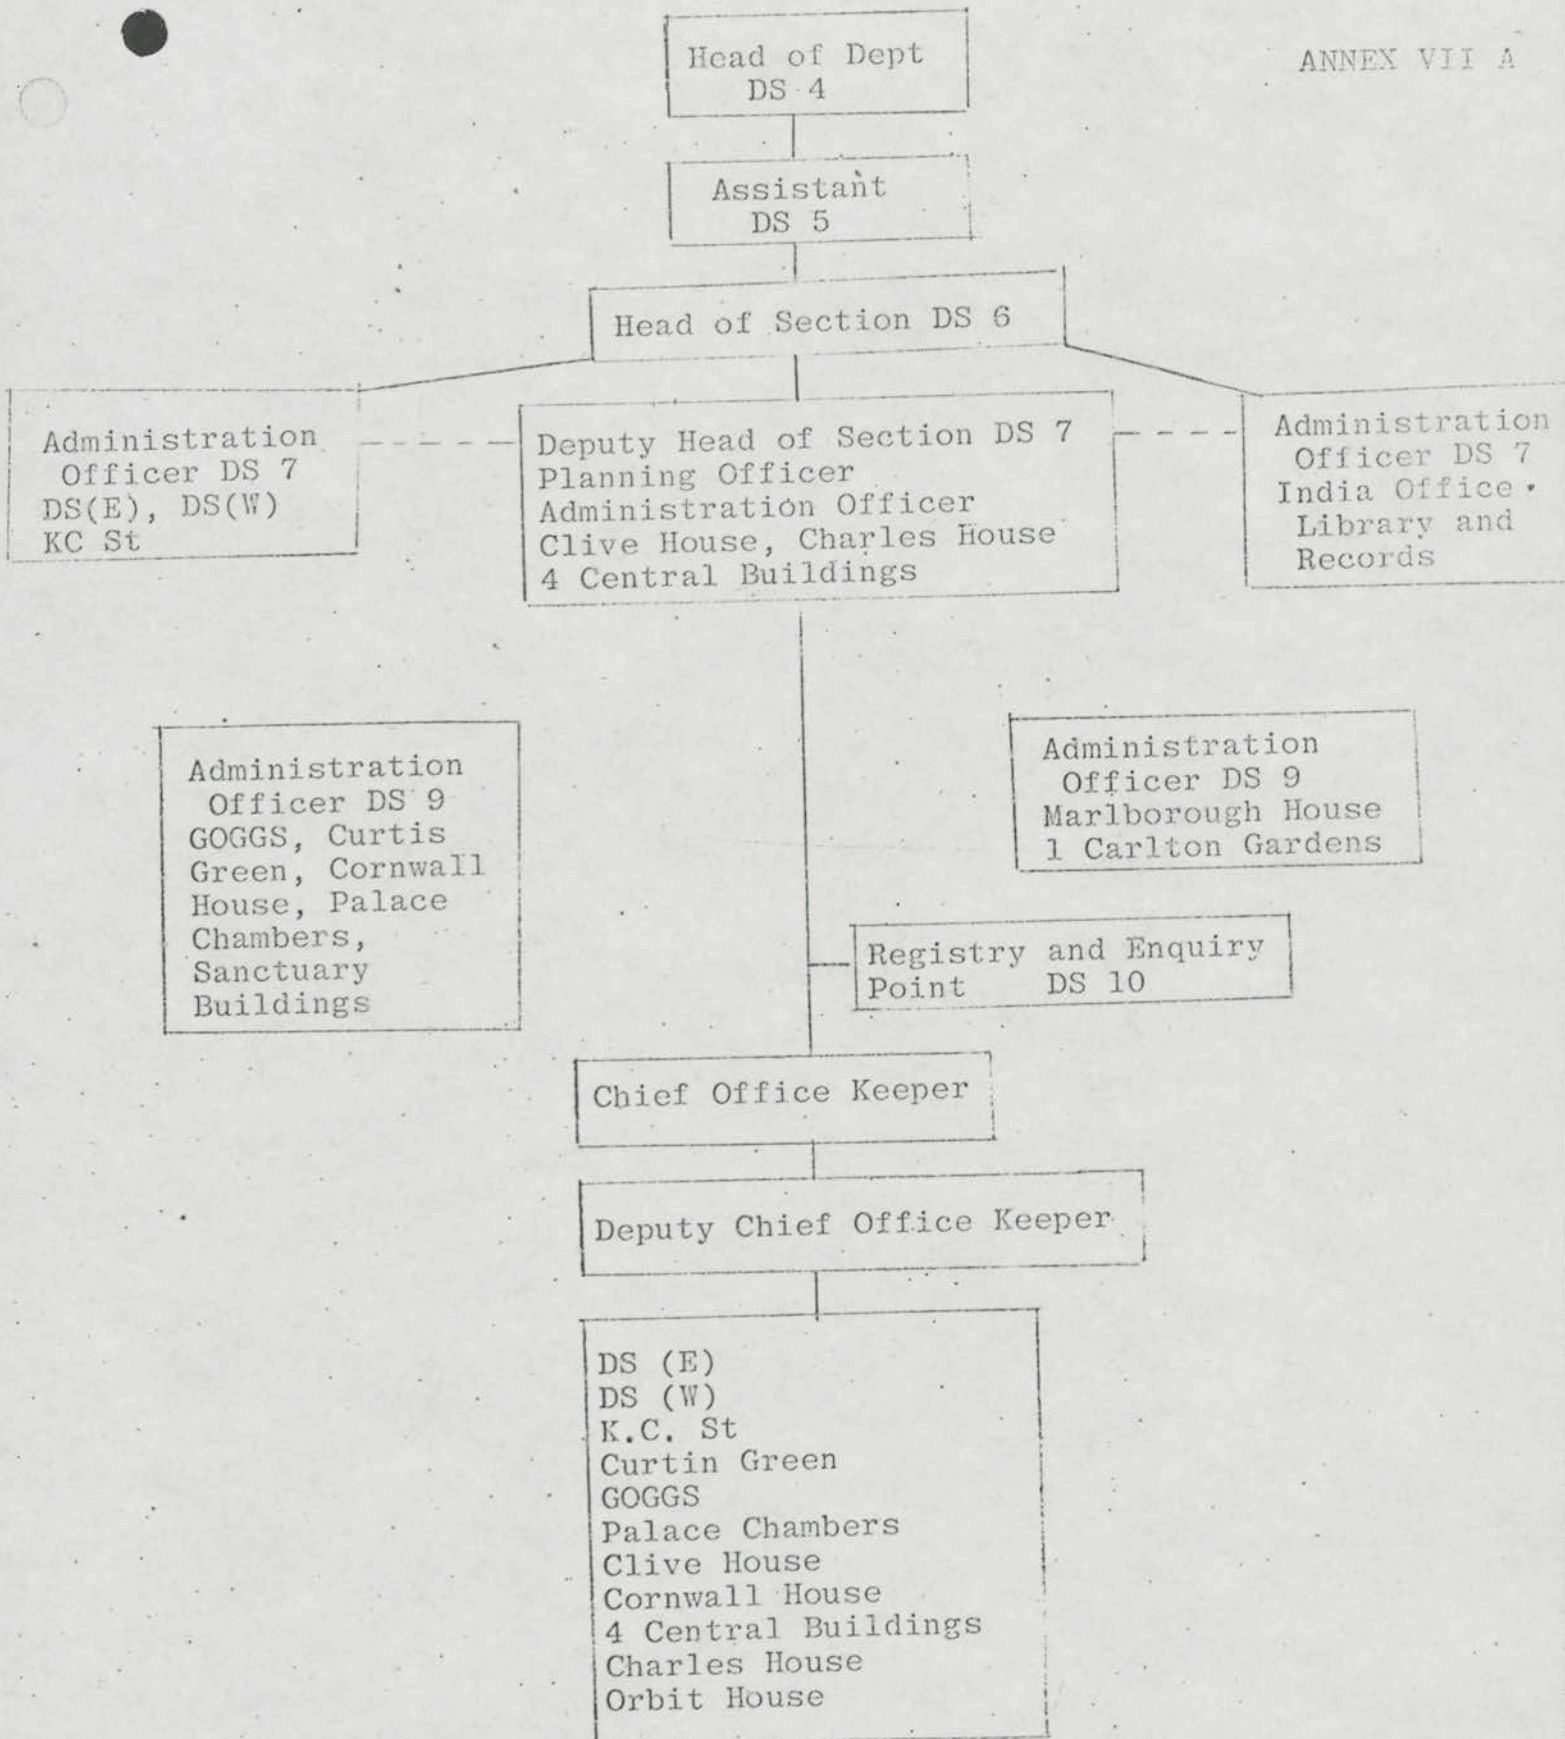 ANNEX VII A
Head of Dept
DS 4
Assistant
DS 5
Head of Section DS 6
Administration
Officer DS 7
DS(E), DS(W)
KC St
Deputy Head of Section DS 7
Planning Officer
Administration Officer
Clive House, Charles House
4 Central Buildings
Administration
Officer DS 7
India Office
Library and
Records
Administration
Officer DS 9
GOGGS, Curtis
Green, Cornwall
House, Palace
Chambers,
Sanctuary
Buildings
Administration
Officer DS 9
Marlborough House
1 Carlton Gardens
Registry and Enquiry
Point DS 10
Chief Office Keeper
Deputy Chief Office Keeper
DS (E)
DS (W)
K.C. St
Curtin Green
GOGGS
Palace Chambers
Clive House
Cornwall House
4 Central Buildings
Charles House
Orbit House